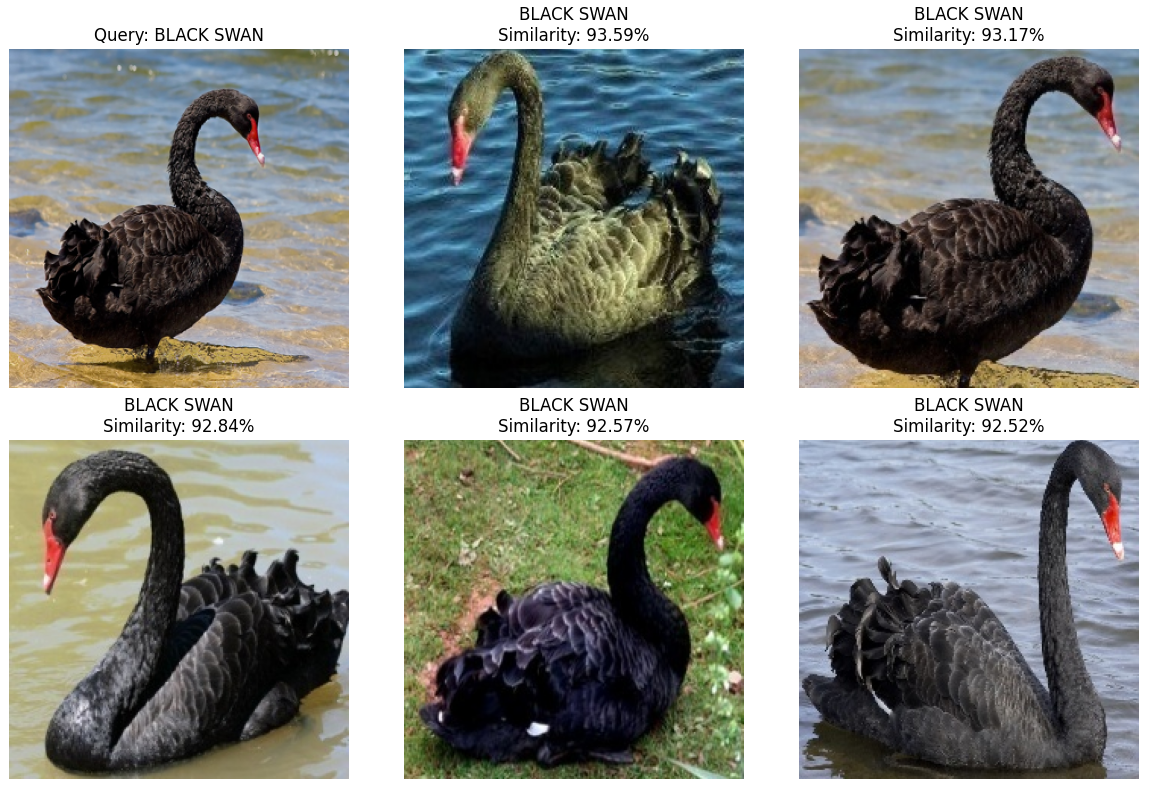 Query: BLACK SWAN
BLACK SWAN
Similarity: 93.59%
BLACK SWAN
Similarity: 93.17%
BLACK SWAN
Similarity: 92.84%
BLACK SWAN
Similarity: 92.57%
BLACK SWAN
Similarity: 92.52%